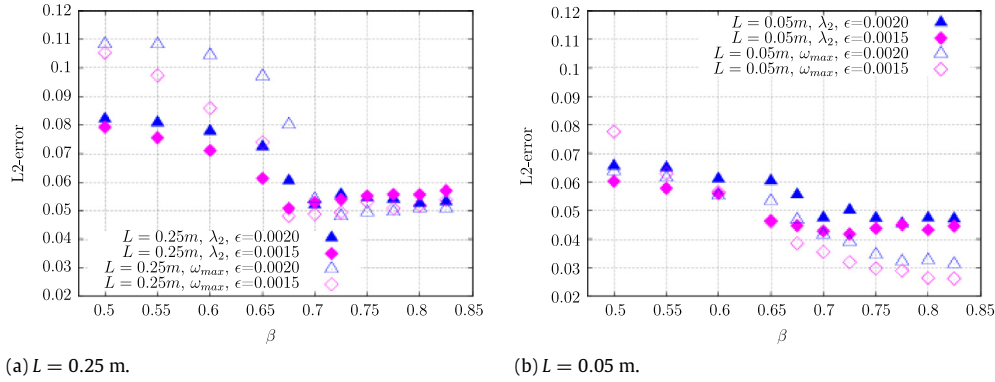 0.12
0.11
0.1
0.09
0.08
0.07
0.06
0.05
0.04
0.03
0.02
L2-error
L = 0.25m, λ2, ϵ=0.0020
L = 0.25m, λ2, ϵ=0.0015
L = 0.25m, ωmax, ϵ=0.0020
L = 0.25m, ωmax, ϵ=0.0015
0.5 0.55 0.6 0.65 0.7 0.75 0.8 0.85
β
(a) L = 0.25 m.
L = 0.05m, λ2, ϵ=0.0020
L = 0.05m, λ2, ϵ=0.0015
L = 0.05m, ωmax, ϵ=0.0020
L = 0.05m, ωmax, ϵ=0.0015
0.12
0.11
0.1
0.09
0.08
0.07
0.06
0.05
0.04
0.03
0.02
L2-error
0.5 0.55 0.6 0.65 0.7 0.75 0.8 0.85
β
(b) L = 0.05 m.